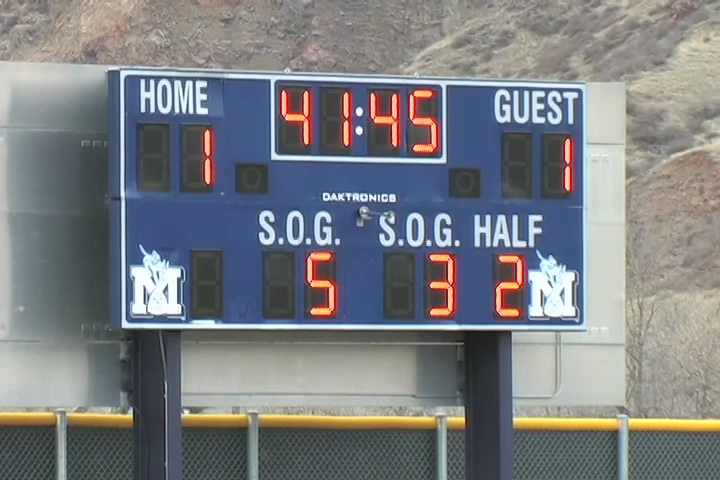 HOME 41:45 GUEST
1 1
DAKTRONICS
S.O.G. S.O.G. HALF
M 5 3 2 M